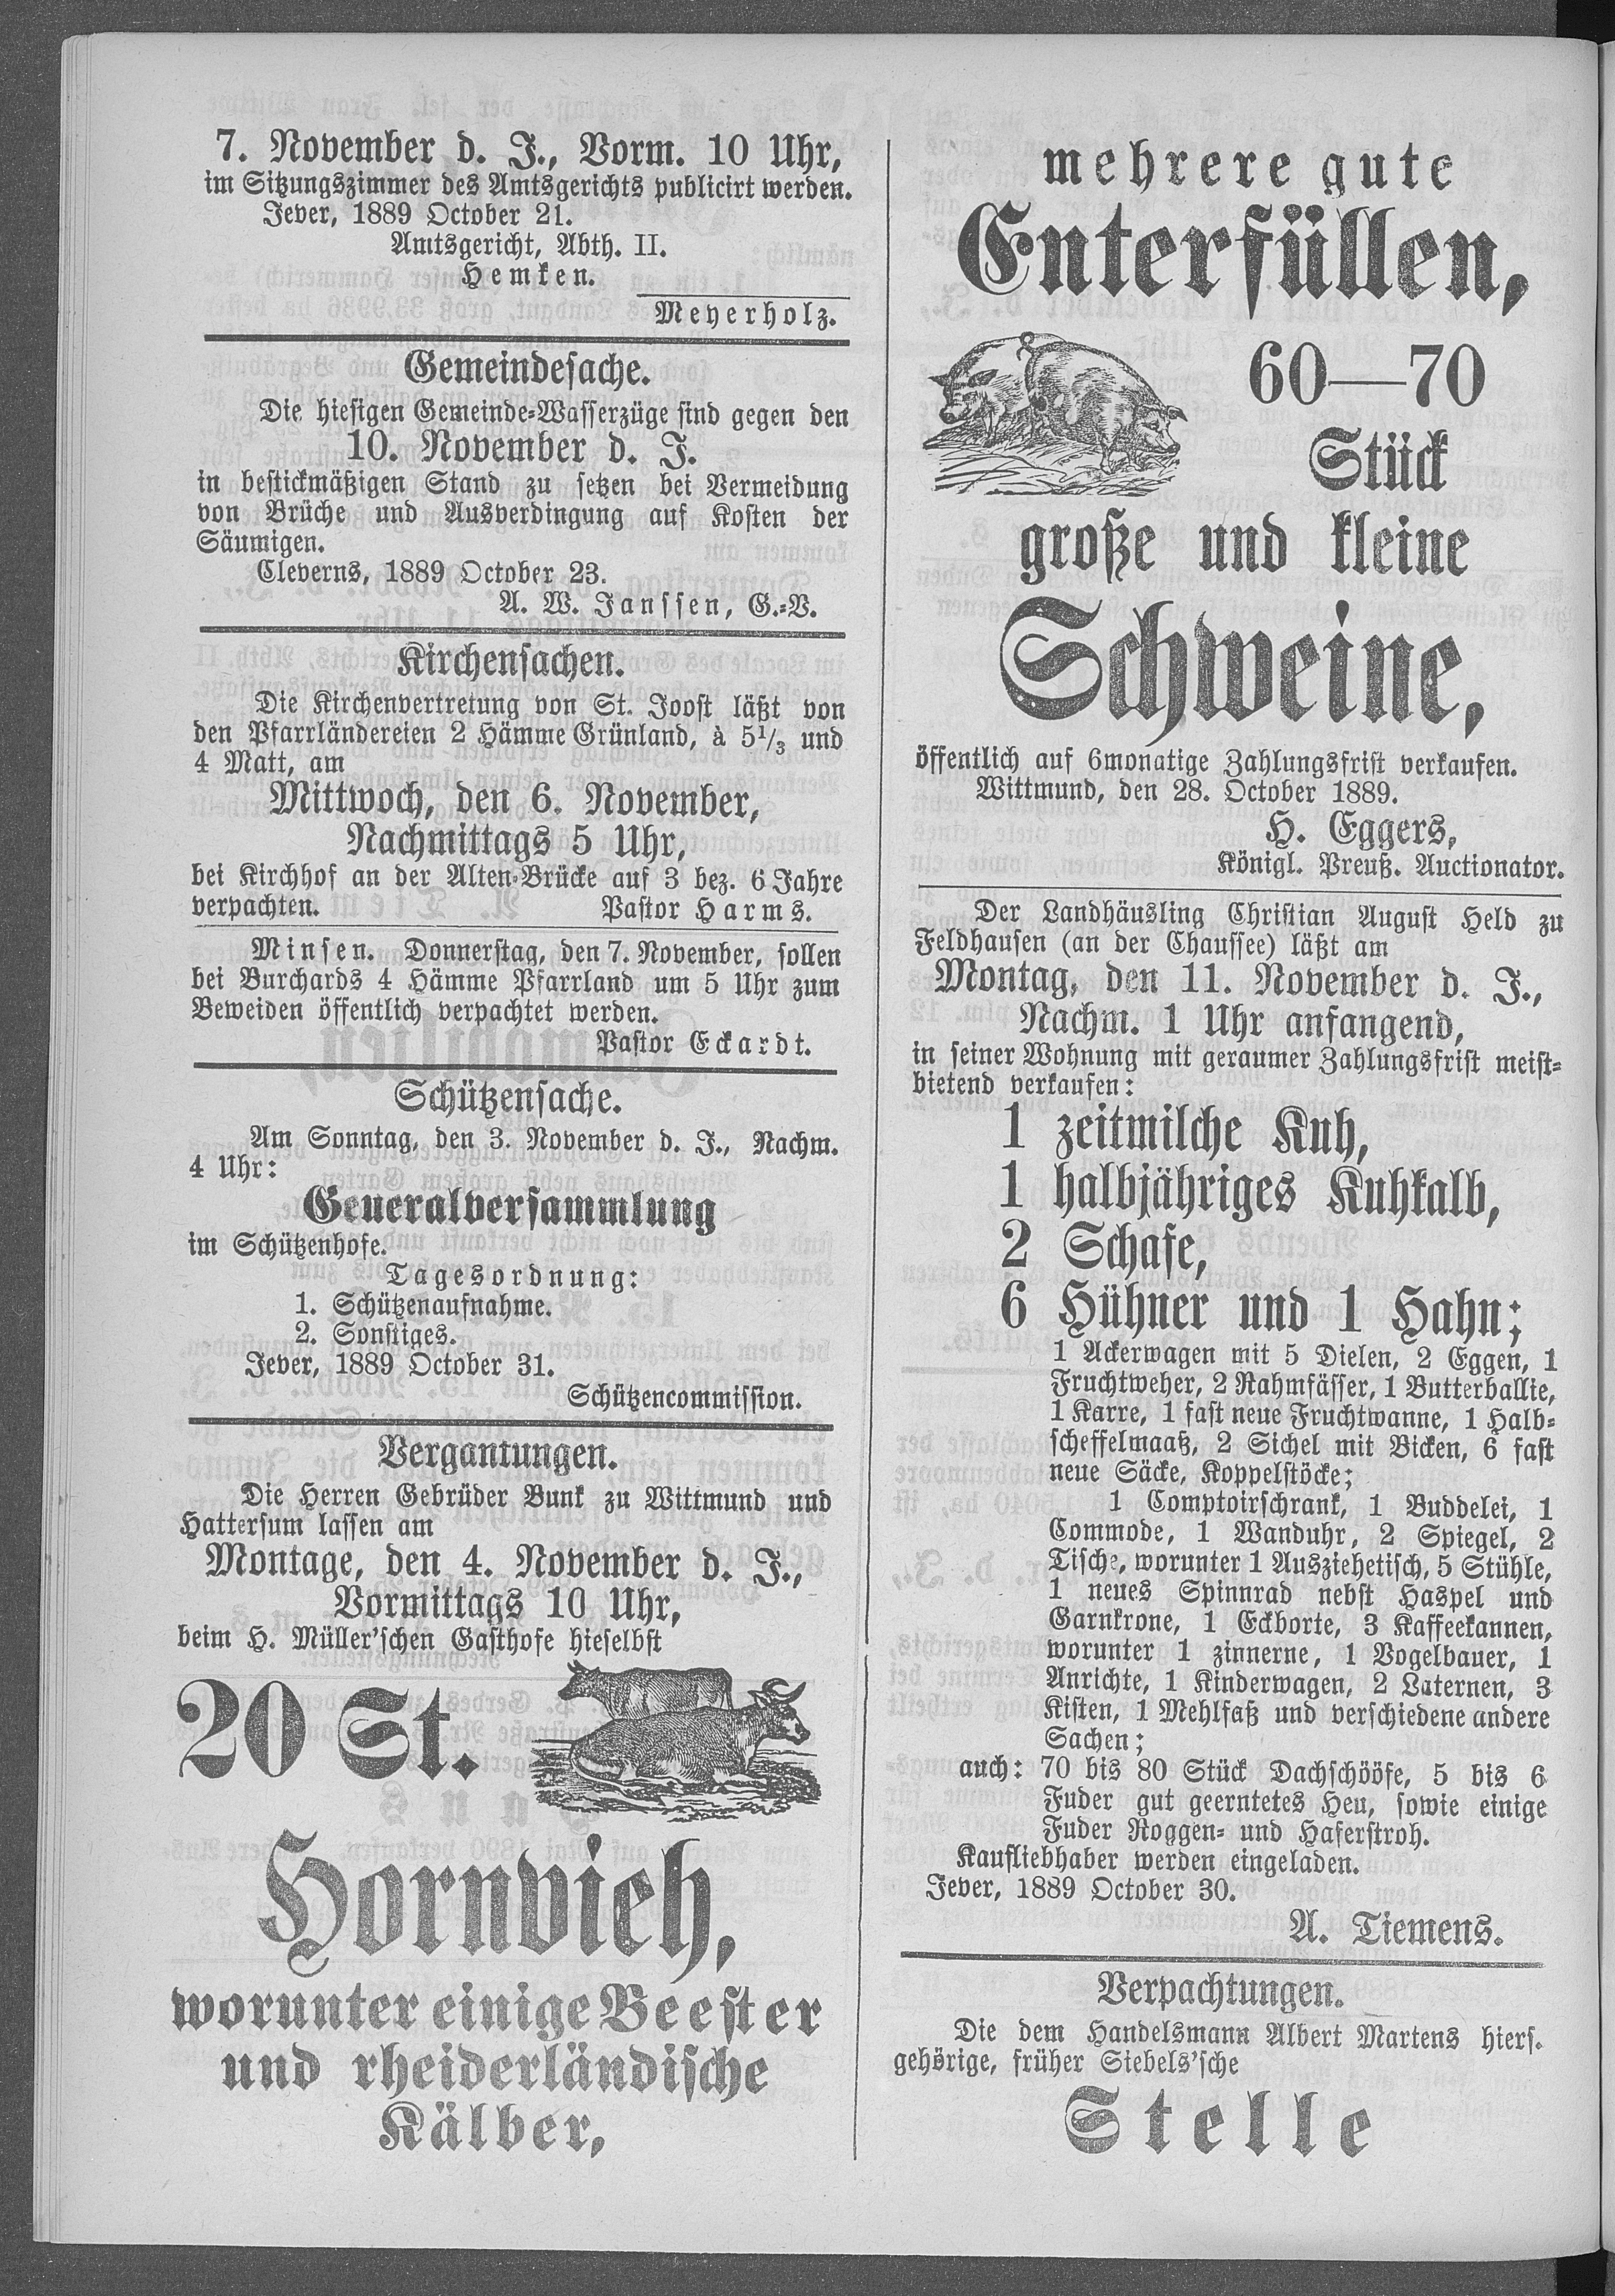 7. November d. J., Vorm. 10 Uhr,
im Sitzungszimmer des Amtsgerichts publicirt werden.
Jever, 1889 October 21.
Amtsgericht, Abth. II.
Hemken.
Meyerholz.
Gemeindesache.
Die hiesigen Gemeinde-Wasserzüge sind gegen den
10. November d. J.
in bestickmäßigen Stand zu setzen bei Vermeidung
von Brüche und Ausverdingung auf Kosten der
Säumigen.
Cleverns, 1889 October 23.
A. W. Janssen, G.-V.
Kirchensachen.
Die Kirchenvertretung von St. Joost läßt von
den Pfarrländereien 2 Hämme Grünland, à 5 1/3 und
4 Matt, am
Mittwoch, den 6. November,
Nachmittags 5 Uhr,
bei Kirchhof an der Alten-Brücke auf 3 bez. 6 Jahre
verpachten. Pastor Harms.
Minsen. Donnerstag, den 7. November, sollen
bei Burchards 4 Hämme Pfarrland um 5 Uhr zum
Beweiden öffentlich verpachtet werden.
Pastor Eckardt.
Schützensache.
Am Sonntag, den 3. November d. J., Nachm.
4 Uhr:
Generalversammlung
im Schützenhofe.
Tagesordnung:
1. Schützenaufnahme.
2. Sonstiges.
Jever, 1889 October 31.
Schützencommission.
Vergantungen.
Die Herren Gebrüder Bunk zu Wittmund und
Hattersum lassen am
Montage, den 4. November d. J.,
Vormittags 10 Uhr,
beim H. Müller'schen Gasthofe hieselbst
20 St.
Hornvieh,
worunter einige Beester
und rheiderländische
Kälber,
mehrere gute
Enterfüllen,
60—70
Stück
große und kleine
Schweine,
öffentlich auf 6monatige Zahlungsfrist verkaufen.
Wittmund, den 28. October 1889.
H. Eggers,
Königl. Preuß. Auctionator.
Der Landhäusling Christian August Held zu
Feldhausen (an der Chaussee) läßt am
Montag, den 11. November d. J.,
Nachm. 1 Uhr anfangend,
in seiner Wohnung mit geraumer Zahlungsfrist meist-
bietend verkaufen:
1 zeitmilche Kuh,
1 halbjähriges Kuhkalb,
2 Schafe,
6 Hühner und 1 Hahn;
1 Ackerwagen mit 5 Dielen, 2 Eggen, 1
Fruchtweher, 2 Rahmfässer, 1 Butterballie,
1 Karre, 1 fast neue Fruchtwanne, 1 Halb-
scheffelmaaß, 2 Sichel mit Bicken, 6 fast
neue Säcke, Koppelstöcke;
1 Comptoirschrank, 1 Buddelei, 1
Commode, 1 Wanduhr, 2 Spiegel, 2
Tische, worunter 1 Ausziehetisch, 5 Stühle,
1 neues Spinnrad nebst Haspel und
Garnkrone, 1 Eckborte, 3 Kaffeekannen,
worunter 1 zinnerne, 1 Vogelbauer, 1
Anrichte, 1 Kinderwagen, 2 Laternen, 3
Kisten, 1 Mehlfaß und verschiedene andere
Sachen;
auch: 70 bis 80 Stück Dachschööfe, 5 bis 6
Fuder gut geerntetes Heu, sowie einige
Fuder Roggen- und Haferstroh.
Kaufliebhaber werden eingeladen.
Jever, 1889 October 30.
A. Tiemens.
Verpachtungen.
Die dem Handelsmann Albert Martens hiers.
gehörige, früher Siebels'sche
Stelle